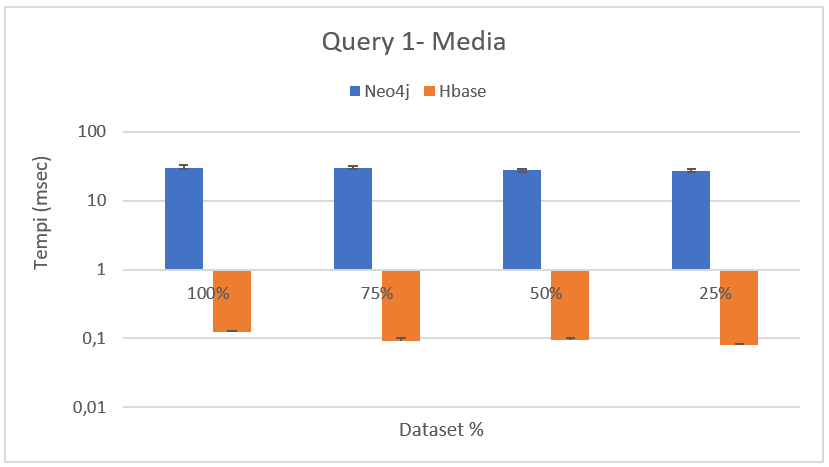 Query 1- Media
Neo4j Hbase
Tempi (msec)
100
10
1
0,1
0,01
100% 75% 50% 25%
Dataset %